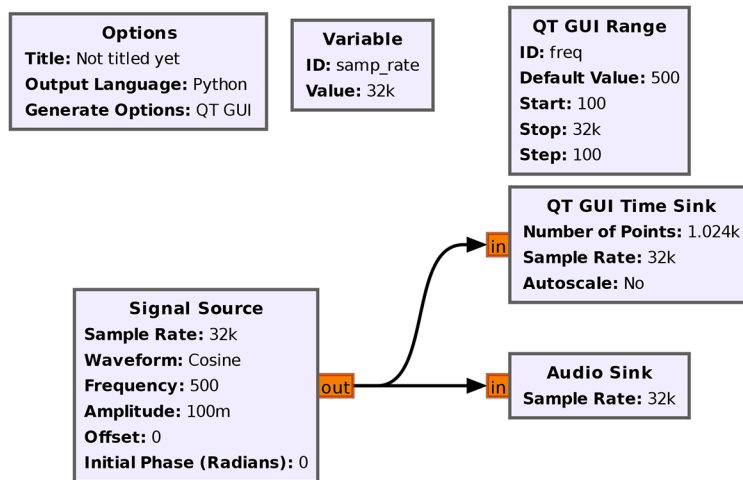 Options
Title: Not titled yet
Output Language: Python
Generate Options: QT GUI
Variable
ID: samp_rate
Value: 32k
QT GUI Range
ID: freq
Default Value: 500
Start: 100
Stop: 32k
Step: 100
QT GUI Time Sink
Number of Points: 1.024k
Sample Rate: 32k
Autoscale: No
in
Signal Source
Sample Rate: 32k
Waveform: Cosine
Frequency: 500
Amplitude: 100m
Offset: 0
Initial Phase (Radians): 0
out
in
Audio Sink
Sample Rate: 32k